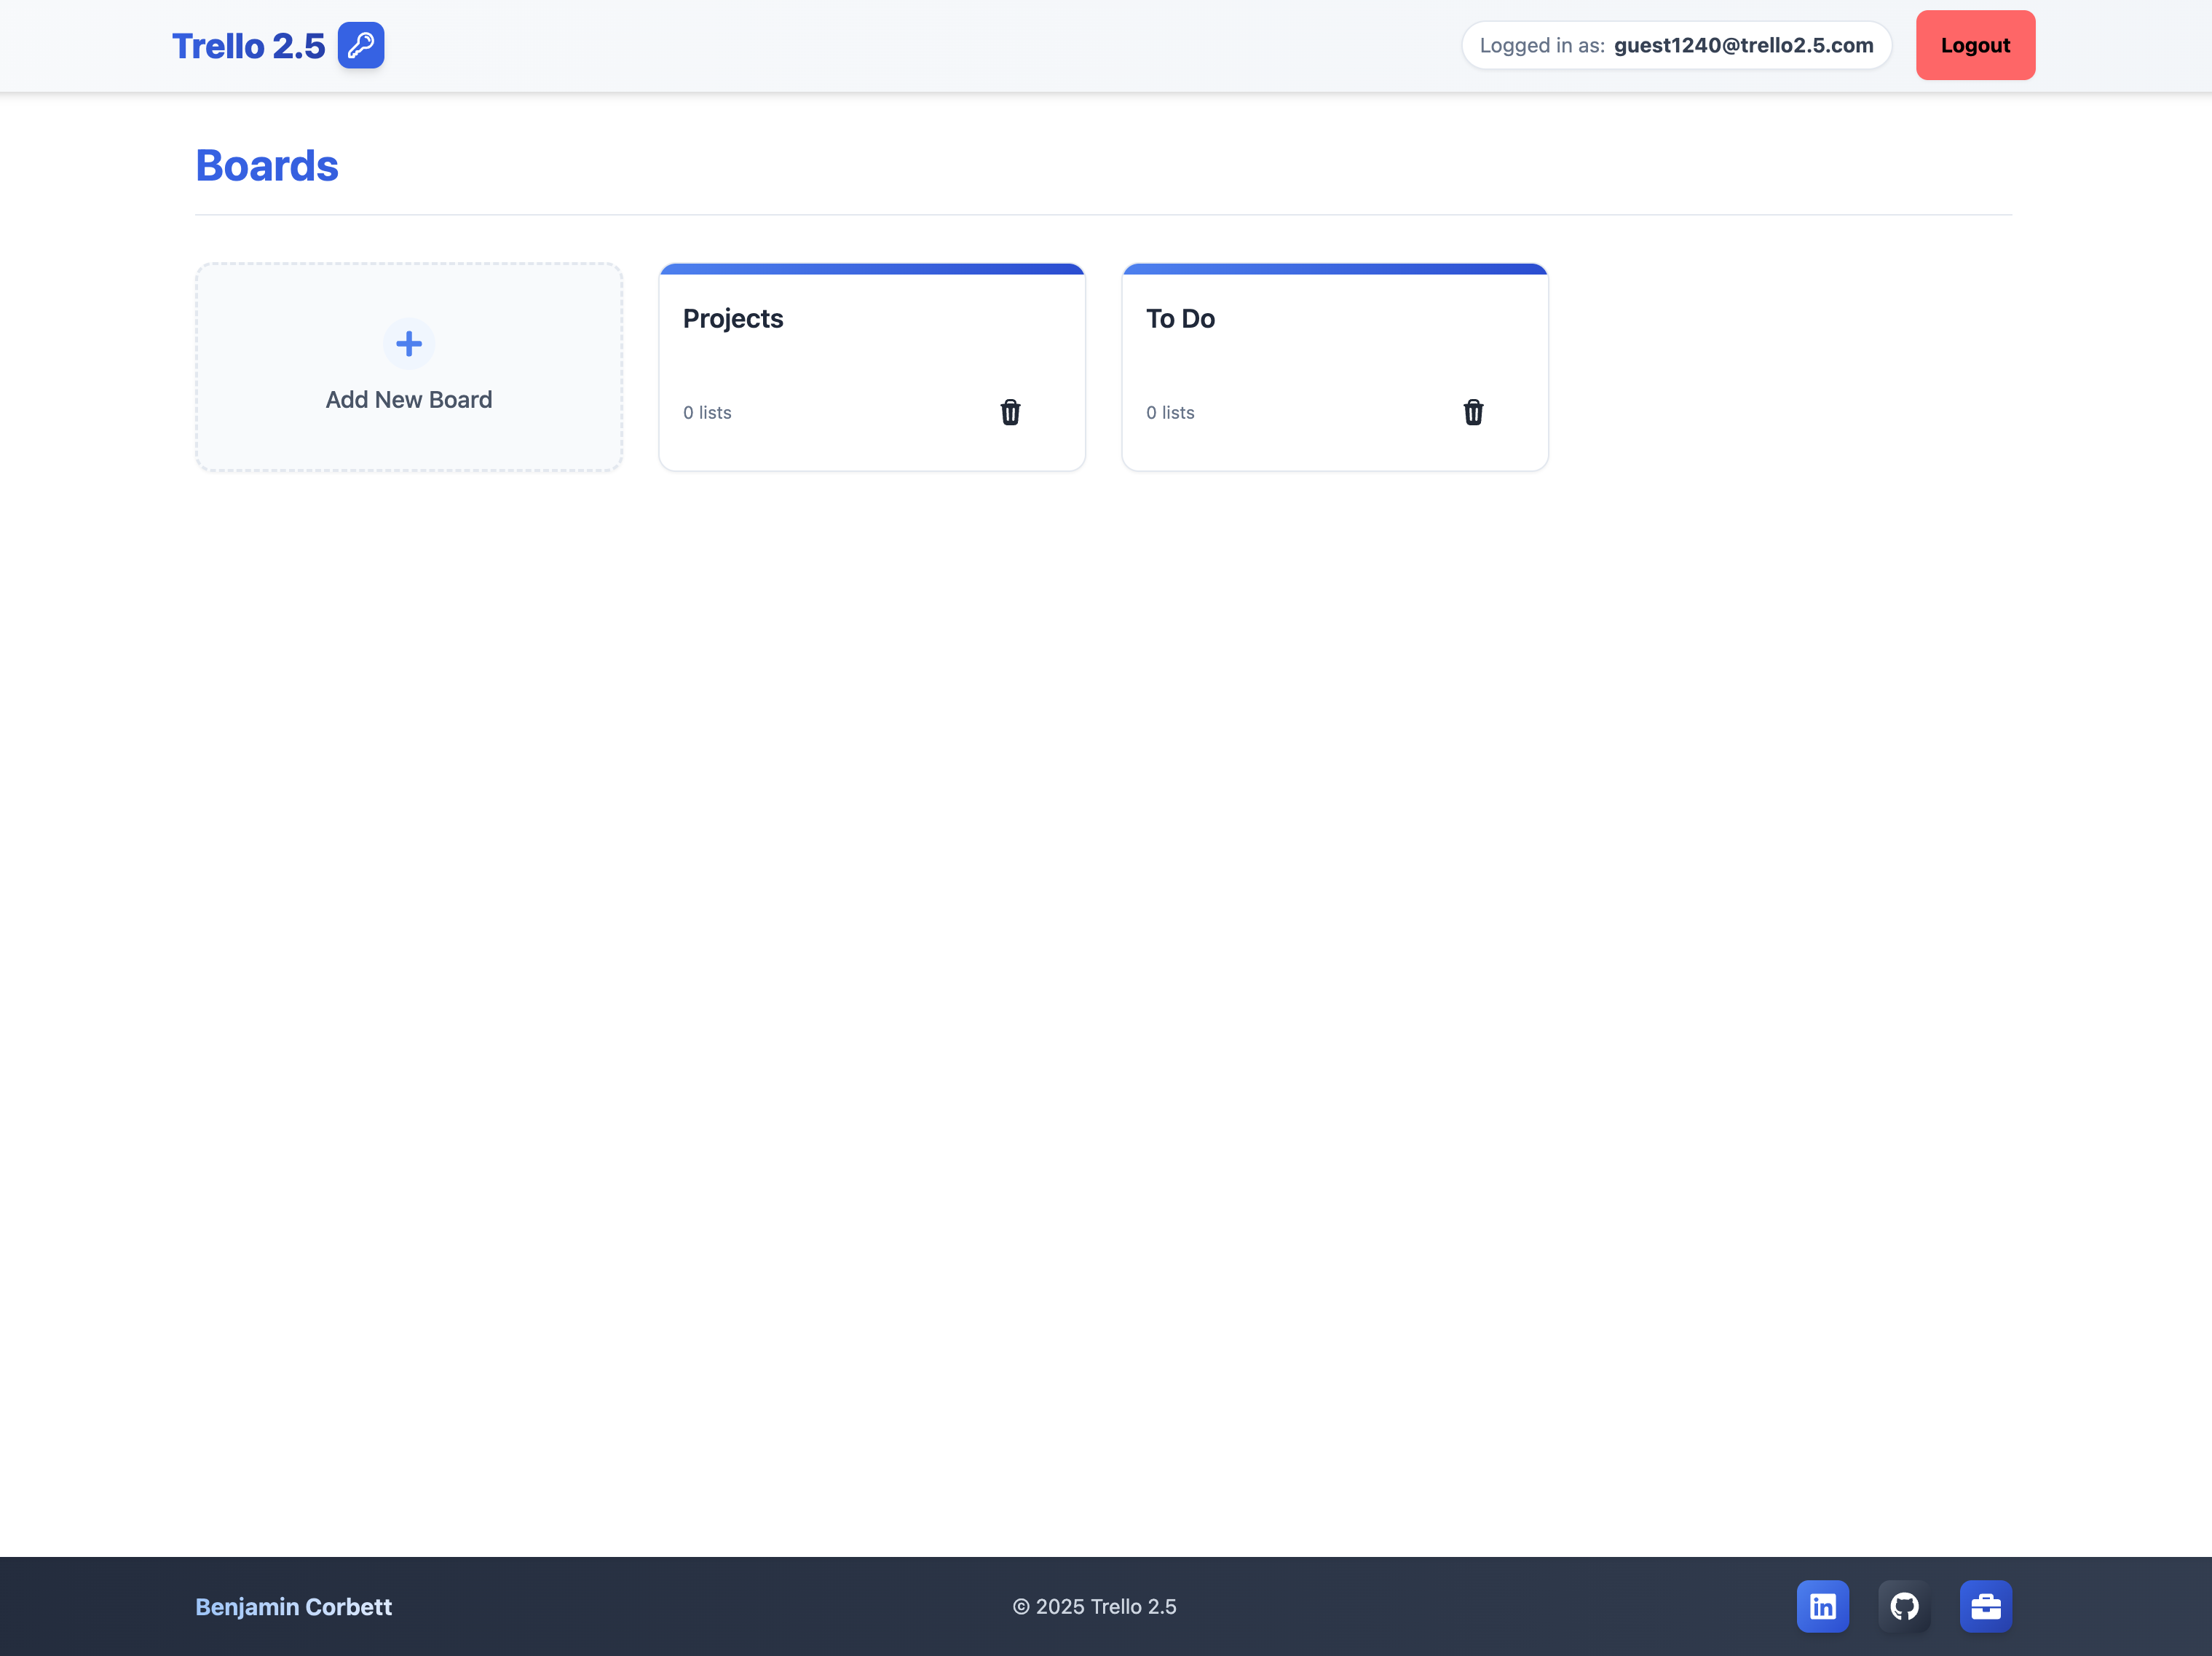 Trello 2.5
Logged in as: guest1240@trello2.5.com
Logout
Boards
Add New Board
Projects
0 lists
To Do
0 lists
Benjamin Corbett
© 2025 Trello 2.5
in